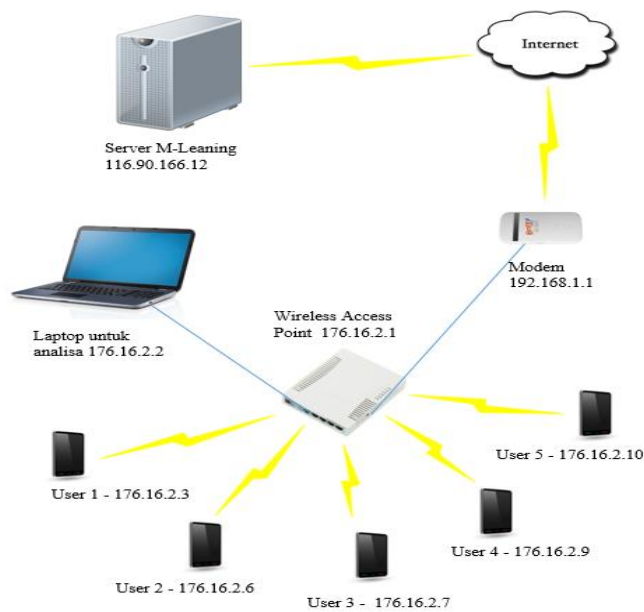 Internet
Server M-Leaning
116.90.166.12
Modem
192.168.1.1
Wireless Access
Point 176.16.2.1
Laptop untuk
analisa 176.16.2.2
User 5 - 176.16.2.10
User 1 - 176.16.2.3
User 4 - 176.16.2.9
User 2 - 176.16.2.6
User 3 - 176.16.2.7